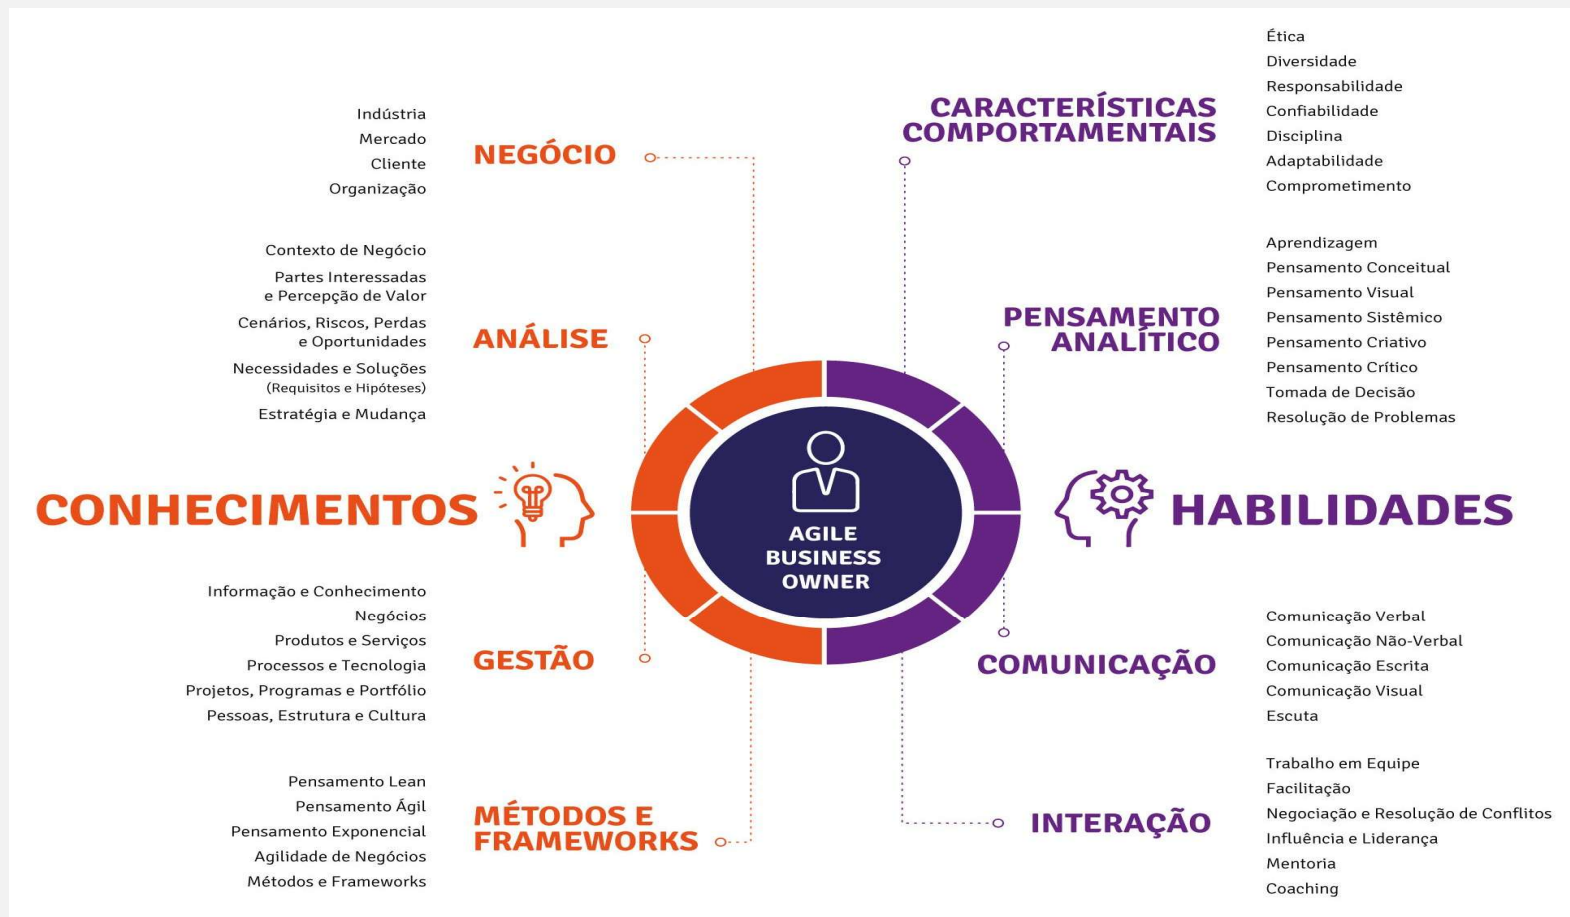 Indústria
Mercado
Cliente
Organização
NEGÓCIO
Contexto de Negócio
Partes Interessadas
e Percepção de Valor
Cenários, Riscos, Perdas
e Oportunidades
Necessidades e Soluções
(Requisitos e Hipóteses)
Estratégia e Mudança
ANÁLISE
CONHECIMENTOS
Informação e Conhecimento
Negócios
Produtos e Serviços
Processos e Tecnologia
Projetos, Programas e Portfólio
Pessoas, Estrutura e Cultura
GESTÃO
Pensamento Lean
Pensamento Ágil
Pensamento Exponencial
Agilidade de Negócios
Métodos e Frameworks
MÉTODOS E
FRAMEWORKS
AGILE
BUSINESS
OWNER
CARACTERÍSTICAS
COMPORTAMENTAIS
Ética
Diversidade
Responsabilidade
Confiabilidade
Disciplina
Adaptabilidade
Comprometimento
PENSAMENTO
ANALÍTICO
Aprendizagem
Pensamento Conceitual
Pensamento Visual
Pensamento Sistêmico
Pensamento Criativo
Pensamento Crítico
Tomada de Decisão
Resolução de Problemas
HABILIDADES
COMUNICAÇÃO
Comunicação Verbal
Comunicação Não-Verbal
Comunicação Escrita
Comunicação Visual
Escuta
INTERAÇÃO
Trabalho em Equipe
Facilitação
Negociação e Resolução de Conflitos
Influência e Liderança
Mentoria
Coaching